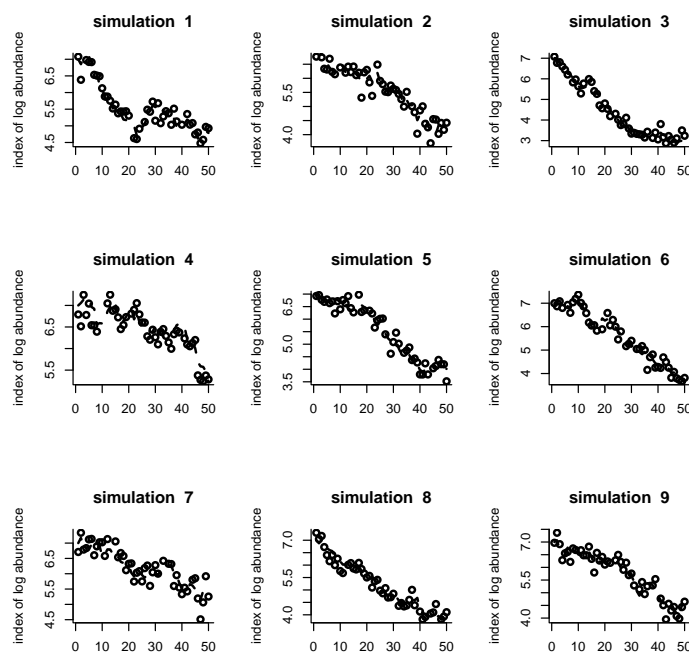 simulation 1
index of log abundance
4.5 5.5 6.5
0 10 20 30 40 50
simulation 2
index of log abundance
4.0 5.5
0 10 20 30 40 50
simulation 3
index of log abundance
3 4 5 6 7
0 10 20 30 40 50
simulation 4
index of log abundance
5.5 6.5
0 10 20 30 40 50
simulation 5
index of log abundance
3.5 5.0 6.5
0 10 20 30 40 50
simulation 6
index of log abundance
4 5 6 7
0 10 20 30 40 50
simulation 7
index of log abundance
4.5 5.5 6.5
0 10 20 30 40 50
simulation 8
index of log abundance
4.0 5.5 7.0
0 10 20 30 40 50
simulation 9
index of log abundance
4.0 5.5 7.0
0 10 20 30 40 50